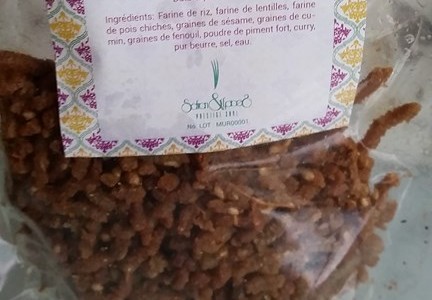 Ingrédients: Farine de riz, farine de lentilles, farine
de pois chiches, graines de sésame, graines de cu-
min, graines de fenouil, poudre de piment fort, curry,
pur beurre, sel, eau.
No. LOT : MUR00001